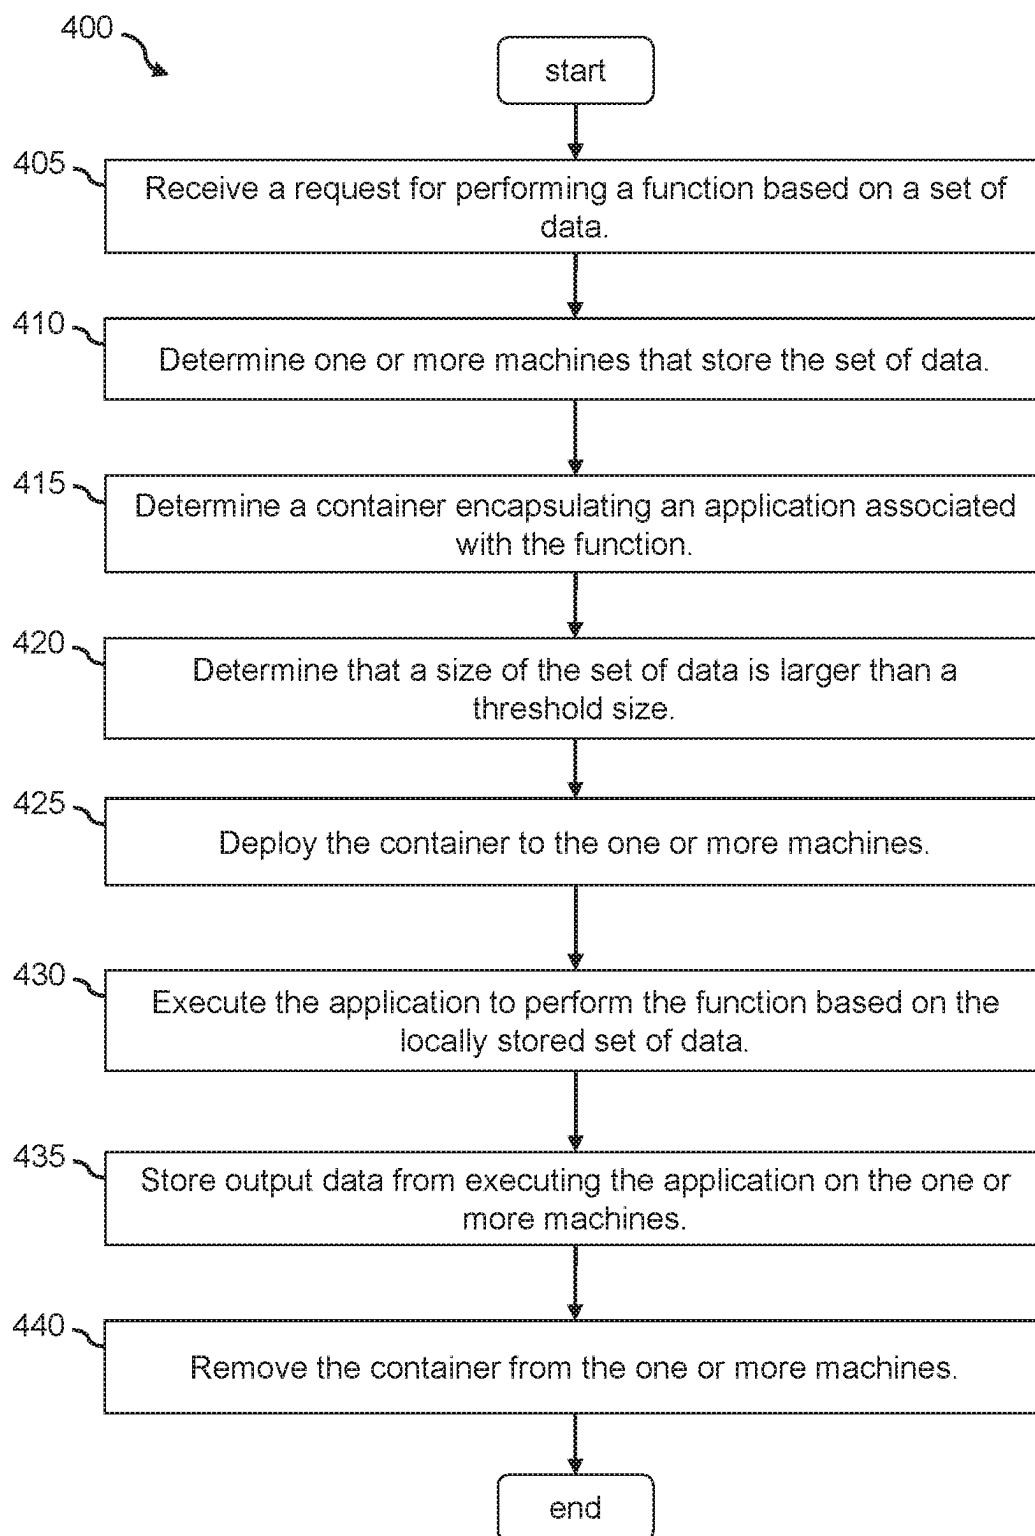 400
start
405
Receive a request for performing a function based on a set of
data.
410
Determine one or more machines that store the set of data.
415
Determine a container encapsulating an application associated
with the function.
420
Determine that a size of the set of data is larger than a
threshold size.
425
Deploy the container to the one or more machines.
430
Execute the application to perform the function based on the
locally stored set of data.
435
Store output data from executing the application on the one or
more machines.
440
Remove the container from the one or more machines.
end